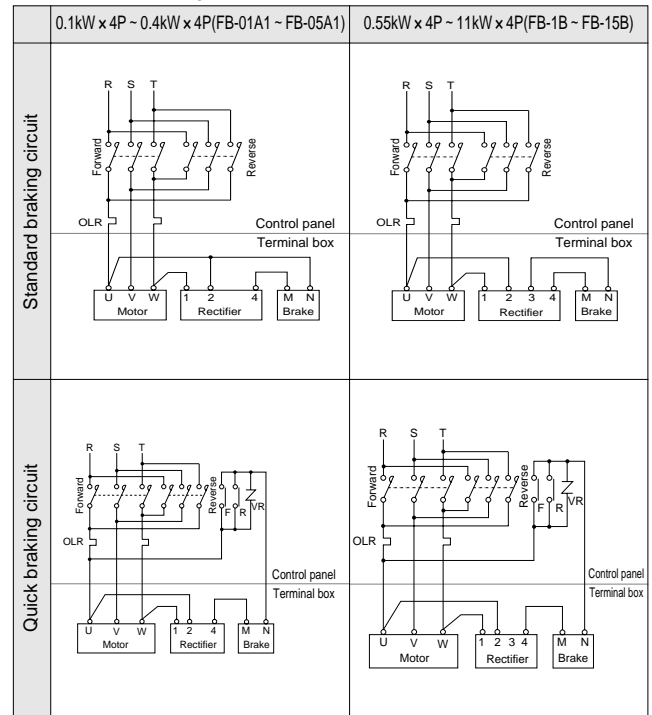 0.1kW x 4P ~ 0.4kW x 4P(FB-01A1 ~ FB-05A1)
0.55kW x 4P ~ 11kW x 4P(FB-1B ~ FB-15B)
Standard braking circuit
R S T
Forward
Reverse
OLR
Control panel
Terminal box
U V W 1 2 4 M N
Motor Rectifier Brake
R S T
Forward
Reverse
OLR
Control panel
Terminal box
U V W 1 2 3 4 M N
Motor Rectifier Brake
Quick braking circuit
R S T
Forward
Reverse
F R VR
OLR
Control panel
Terminal box
U V W 1 2 4 M N
Motor Rectifier Brake
R S T
Forward
Reverse
F R VR
OLR
Control panel
Terminal box
U V W 1 2 3 4 M N
Motor Rectifier Brake